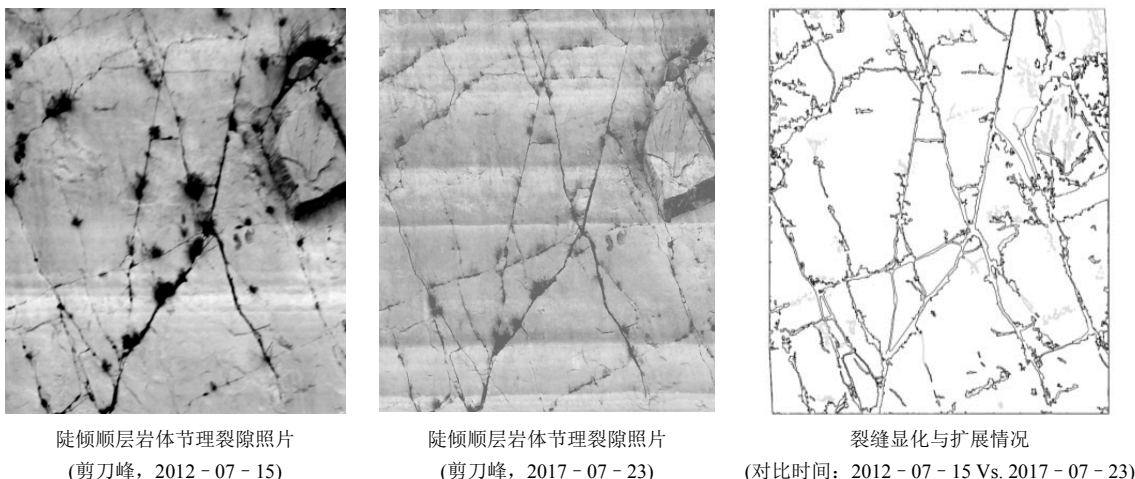 陡倾顺层岩体节理裂隙照片
(剪刀峰，2012－07－15)
陡倾顺层岩体节理裂隙照片
(剪刀峰，2017－07－23)
裂缝显化与扩展情况
(对比时间：2012－07－15 Vs. 2017－07－23)